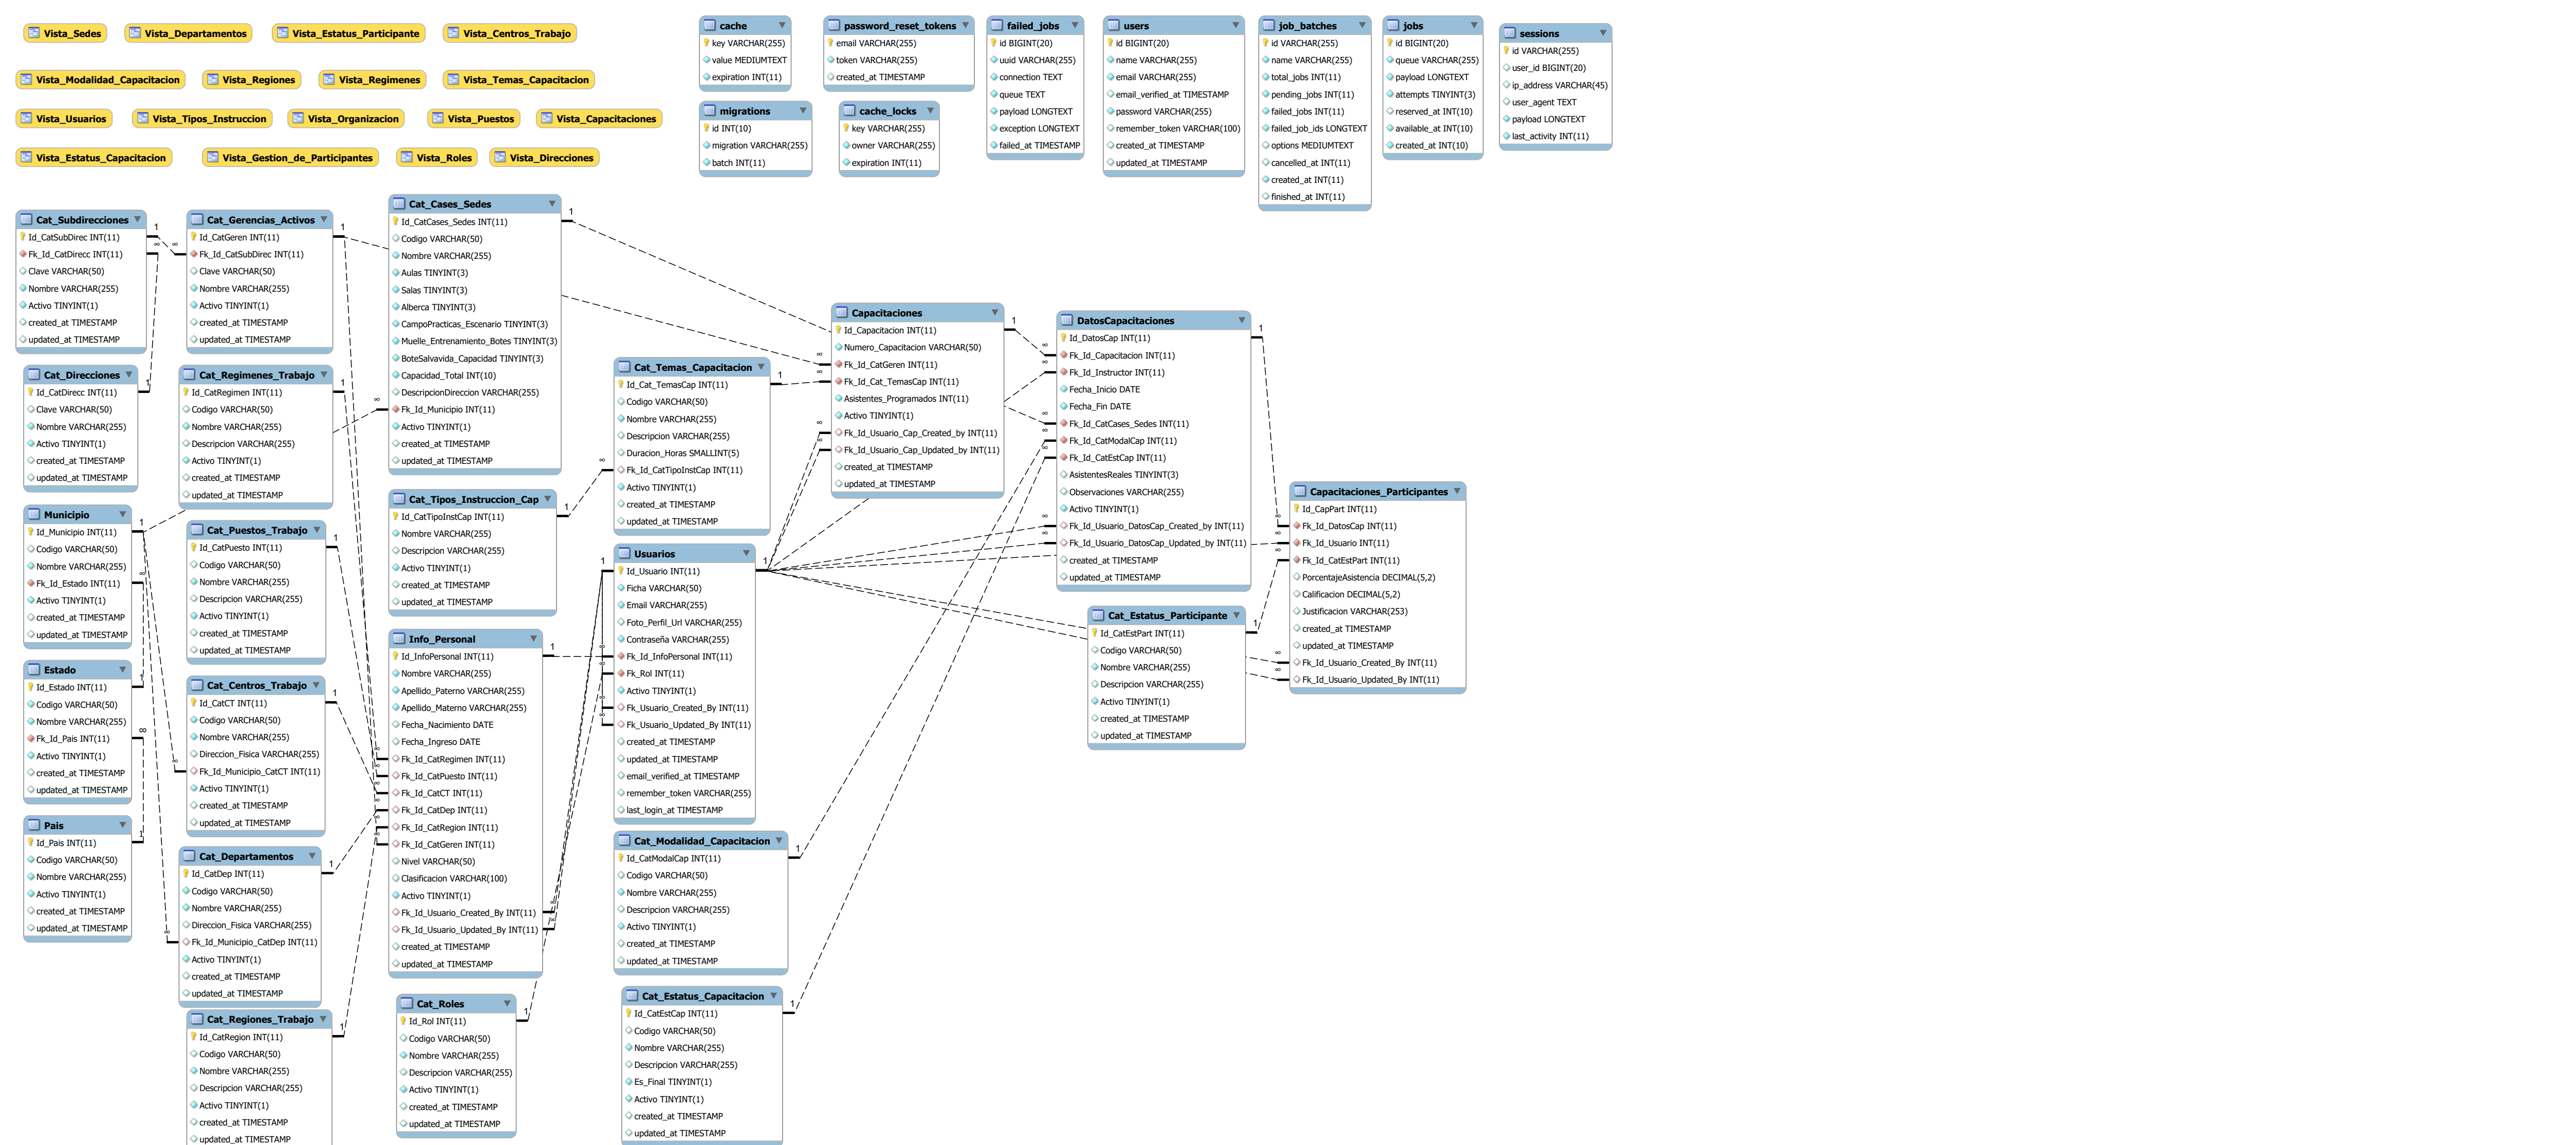 Vista_Sedes
Vista_Departamentos
Vista_Estatus_Participante
Vista_Centros_Trabajo
Vista_Modalidad_Capacitacion
Vista_Regiones
Vista_Regimenes
Vista_Temas_Capacitacion
Vista_Usuarios
Vista_Tipos_Instruccion
Vista_Organizacion
Vista_Puestos
Vista_Capacitaciones
Vista_Estatus_Capacitacion
Vista_Gestion_de_Participantes
Vista_Roles
Vista_Direcciones
cache
key VARCHAR(255)
value MEDIUMTEXT
expiration INT(11)
password_reset_tokens
email VARCHAR(255)
token VARCHAR(255)
created_at TIMESTAMP
failed_jobs
id BIGINT(20)
uuid VARCHAR(255)
connection TEXT
queue TEXT
payload LONGTEXT
exception LONGTEXT
failed_at TIMESTAMP
users
id BIGINT(20)
name VARCHAR(255)
email VARCHAR(255)
email_verified_at TIMESTAMP
password VARCHAR(255)
remember_token VARCHAR(100)
created_at TIMESTAMP
updated_at TIMESTAMP
job_batches
id VARCHAR(255)
name VARCHAR(255)
total_jobs INT(11)
pending_jobs INT(11)
failed_jobs INT(11)
failed_job_ids LONGTEXT
options MEDIUMTEXT
cancelled_at INT(11)
created_at INT(11)
finished_at INT(11)
jobs
id BIGINT(20)
queue VARCHAR(255)
payload LONGTEXT
attempts TINYINT(3)
reserved_at INT(10)
available_at INT(10)
created_at INT(10)
sessions
id VARCHAR(255)
user_id BIGINT(20)
ip_address VARCHAR(45)
user_agent TEXT
payload LONGTEXT
last_activity INT(11)
migrations
id INT(10)
migration VARCHAR(255)
batch INT(11)
cache_locks
key VARCHAR(255)
owner VARCHAR(255)
expiration INT(11)
Cat_Subdirecciones
Id_CatSubDirec INT(11)
Fk_Id_CatDirecc INT(11)
Clave VARCHAR(50)
Nombre VARCHAR(255)
Activo TINYINT(1)
created_at TIMESTAMP
updated_at TIMESTAMP
Cat_Gerencias_Activos
Id_CatGeren INT(11)
Fk_Id_CatSubDirec INT(11)
Clave VARCHAR(50)
Nombre VARCHAR(255)
Activo TINYINT(1)
created_at TIMESTAMP
updated_at TIMESTAMP
Cat_Cases_Sedes
Id_CatCases_Sedes INT(11)
Codigo VARCHAR(50)
Nombre VARCHAR(255)
Aulas TINYINT(3)
Salas TINYINT(3)
Alberca TINYINT(3)
CampoPracticas_Escenario TINYINT(3)
Muelle_Entrenamiento_Botes TINYINT(3)
BoteSalvavida_Capacidad TINYINT(3)
Capacidad_Total INT(10)
DescripcionDireccion VARCHAR(255)
Fk_Id_Municipio INT(11)
Activo TINYINT(1)
created_at TIMESTAMP
updated_at TIMESTAMP
Cat_Direcciones
Id_CatDirecc INT(11)
Clave VARCHAR(50)
Nombre VARCHAR(255)
Activo TINYINT(1)
created_at TIMESTAMP
updated_at TIMESTAMP
Cat_Regimenes_Trabajo
Id_CatRegimen INT(11)
Codigo VARCHAR(50)
Nombre VARCHAR(255)
Descripcion VARCHAR(255)
Activo TINYINT(1)
created_at TIMESTAMP
updated_at TIMESTAMP
Capacitaciones
Id_Capacitacion INT(11)
Numero_Capacitacion VARCHAR(50)
Fk_Id_CatGeren INT(11)
Fk_Id_Cat_TemasCap INT(11)
Asistentes_Programados INT(11)
Activo TINYINT(1)
Fk_Id_Usuario_Cap_Created_by INT(11)
Fk_Id_Usuario_Cap_Updated_by INT(11)
created_at TIMESTAMP
updated_at TIMESTAMP
DatosCapacitaciones
Id_DatosCap INT(11)
Fk_Id_Capacitacion INT(11)
Fk_Id_Instructor INT(11)
Fecha_Inicio DATE
Fecha_Fin DATE
Fk_Id_CatCases_Sedes INT(11)
Fk_Id_CatModalCap INT(11)
Fk_Id_CatEstCap INT(11)
AsistentesReales TINYINT(3)
Observaciones VARCHAR(255)
Activo TINYINT(1)
Fk_Id_Usuario_DatosCap_Created_by INT(11)
Fk_Id_Usuario_DatosCap_Updated_by INT(11)
created_at TIMESTAMP
updated_at TIMESTAMP
Cat_Temas_Capacitacion
Id_Cat_TemasCap INT(11)
Codigo VARCHAR(50)
Nombre VARCHAR(255)
Descripcion VARCHAR(255)
Duracion_Horas SMALLINT(5)
Fk_Id_CatTipoInstCap INT(11)
Activo TINYINT(1)
created_at TIMESTAMP
updated_at TIMESTAMP
Capacitaciones_Participantes
Id_CapPart INT(11)
Fk_Id_DatosCap INT(11)
Fk_Id_Usuario INT(11)
Fk_Id_CatEstPart INT(11)
PorcentajeAsistencia DECIMAL(5,2)
Calificacion DECIMAL(5,2)
Justificacion VARCHAR(253)
created_at TIMESTAMP
updated_at TIMESTAMP
Fk_Id_Usuario_Created_By INT(11)
Fk_Id_Usuario_Updated_By INT(11)
Cat_Tipos_Instruccion_Cap
Id_CatTipoInstCap INT(11)
Nombre VARCHAR(255)
Descripcion VARCHAR(255)
Activo TINYINT(1)
created_at TIMESTAMP
updated_at TIMESTAMP
Municipio
Id_Municipio INT(11)
Codigo VARCHAR(50)
Nombre VARCHAR(255)
Fk_Id_Estado INT(11)
Activo TINYINT(1)
created_at TIMESTAMP
updated_at TIMESTAMP
Cat_Puestos_Trabajo
Id_CatPuesto INT(11)
Codigo VARCHAR(50)
Nombre VARCHAR(255)
Descripcion VARCHAR(255)
Activo TINYINT(1)
created_at TIMESTAMP
updated_at TIMESTAMP
Usuarios
Id_Usuario INT(11)
Ficha VARCHAR(50)
Email VARCHAR(255)
Foto_Perfil_Url VARCHAR(255)
Contraseña VARCHAR(255)
Fk_Id_InfoPersonal INT(11)
Fk_Rol INT(11)
Activo TINYINT(1)
Fk_Usuario_Created_By INT(11)
Fk_Usuario_Updated_By INT(11)
created_at TIMESTAMP
updated_at TIMESTAMP
email_verified_at TIMESTAMP
remember_token VARCHAR(255)
last_login_at TIMESTAMP
Cat_Estatus_Participante
Id_CatEstPart INT(11)
Codigo VARCHAR(50)
Nombre VARCHAR(255)
Descripcion VARCHAR(255)
Activo TINYINT(1)
created_at TIMESTAMP
updated_at TIMESTAMP
Info_Personal
Id_InfoPersonal INT(11)
Nombre VARCHAR(255)
Apellido_Paterno VARCHAR(255)
Apellido_Materno VARCHAR(255)
Fecha_Nacimiento DATE
Fecha_Ingreso DATE
Fk_Id_CatRegimen INT(11)
Fk_Id_CatPuesto INT(11)
Fk_Id_CatCT INT(11)
Fk_Id_CatDep INT(11)
Fk_Id_CatRegion INT(11)
Fk_Id_CatGeren INT(11)
Nivel VARCHAR(50)
Clasificacion VARCHAR(100)
Activo TINYINT(1)
Fk_Id_Usuario_Created_By INT(11)
Fk_Id_Usuario_Updated_By INT(11)
created_at TIMESTAMP
updated_at TIMESTAMP
Estado
Id_Estado INT(11)
Codigo VARCHAR(50)
Nombre VARCHAR(255)
Fk_Id_Pais INT(11)
Activo TINYINT(1)
created_at TIMESTAMP
updated_at TIMESTAMP
Cat_Centros_Trabajo
Id_CatCT INT(11)
Codigo VARCHAR(50)
Nombre VARCHAR(255)
Direccion_Fisica VARCHAR(255)
Fk_Id_Municipio_CatCT INT(11)
Activo TINYINT(1)
created_at TIMESTAMP
updated_at TIMESTAMP
Pais
Id_Pais INT(11)
Codigo VARCHAR(50)
Nombre VARCHAR(255)
Activo TINYINT(1)
created_at TIMESTAMP
updated_at TIMESTAMP
Cat_Departamentos
Id_CatDep INT(11)
Codigo VARCHAR(50)
Nombre VARCHAR(255)
Direccion_Fisica VARCHAR(255)
Fk_Id_Municipio_CatDep INT(11)
Activo TINYINT(1)
created_at TIMESTAMP
updated_at TIMESTAMP
Cat_Modalidad_Capacitacion
Id_CatModalCap INT(11)
Codigo VARCHAR(50)
Nombre VARCHAR(255)
Descripcion VARCHAR(255)
Activo TINYINT(1)
created_at TIMESTAMP
updated_at TIMESTAMP
Cat_Regiones_Trabajo
Id_CatRegion INT(11)
Codigo VARCHAR(50)
Nombre VARCHAR(255)
Descripcion VARCHAR(255)
Activo TINYINT(1)
created_at TIMESTAMP
updated_at TIMESTAMP
Cat_Roles
Id_Rol INT(11)
Codigo VARCHAR(50)
Nombre VARCHAR(255)
Descripcion VARCHAR(255)
Activo TINYINT(1)
created_at TIMESTAMP
updated_at TIMESTAMP
Cat_Estatus_Capacitacion
Id_CatEstCap INT(11)
Codigo VARCHAR(50)
Nombre VARCHAR(255)
Descripcion VARCHAR(255)
Es_Final TINYINT(1)
Activo TINYINT(1)
created_at TIMESTAMP
updated_at TIMESTAMP